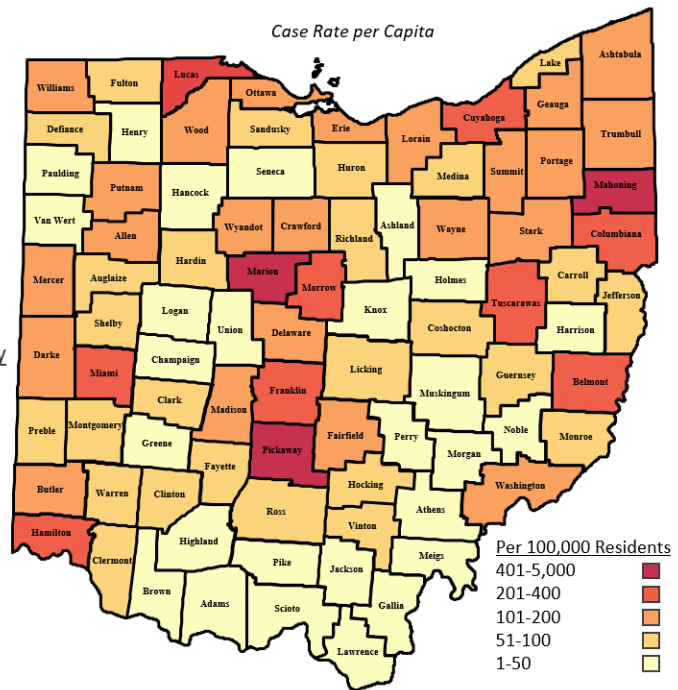 Case Rate per Capita
Williams
Fulton
Lucas
Ottawa
Lake
Ashtabula
Geauga
Cuyahoga
Defiance
Henry
Wood
Sandusky
Erie
Lorain
Trumbull
Paulding
Putnam
Hancock
Seneca
Huron
Medina
Summit
Portage
Mahoning
Van Wert
Allen
Wyandot
Crawford
Richland
Ashland
Wayne
Stark
Columbiana
Mercer
Auglaize
Hardin
Marion
Morrow
Holmes
Tuscarawas
Carroll
Jefferson
Shelby
Logan
Union
Delaware
Knox
Coshocton
Harrison
y
Darke
Miami
Champaign
Franklin
Licking
Muskingum
Guernsey
Belmont
Clark
Madison
Preble
Montgomery
Greene
Fayette
Pickaway
Fairfield
Perry
Morgan
Noble
Monroe
Butler
Warren
Clinton
Ross
Hocking
Athens
Washington
Hamilton
Clermont
Highland
Vinton
Meigs
Brown
Adams
Pike
Scioto
Jackson
Gallia
Lawrence
Per 100,000 Residents
401-5,000
201-400
101-200
51-100
1-50